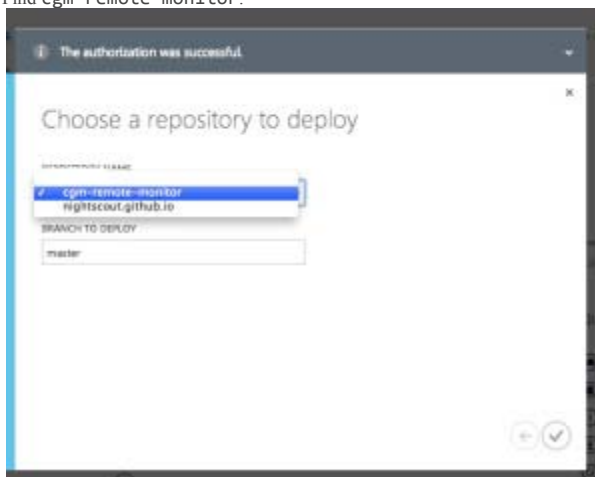 Find cgm-remote-monitor.
The authorization was successful.
Choose a repository to deploy
cgm-remote-monitor
nightscout.github.io
BRANCH TO DEPLOY
master